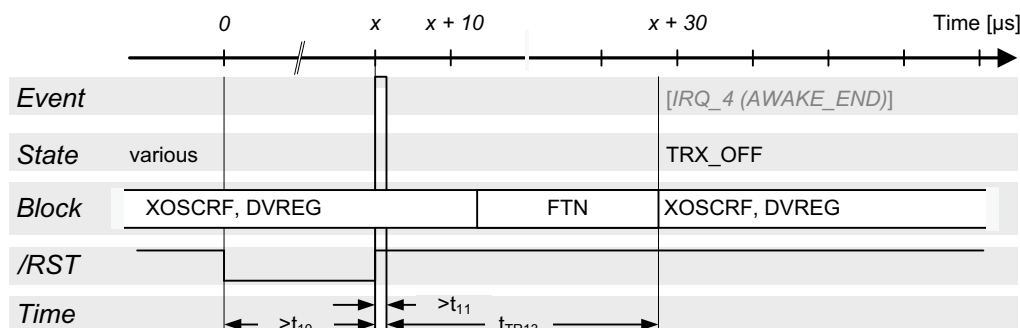 0 x x + 10 x + 30 Time [µs]
Event [IRQ_4 (AWAKE_END)]
State various TRX_OFF
Block XOSCRF, DVREG FTN XOSCRF, DVREG
/RST
>t11
Time >t10 tTR13